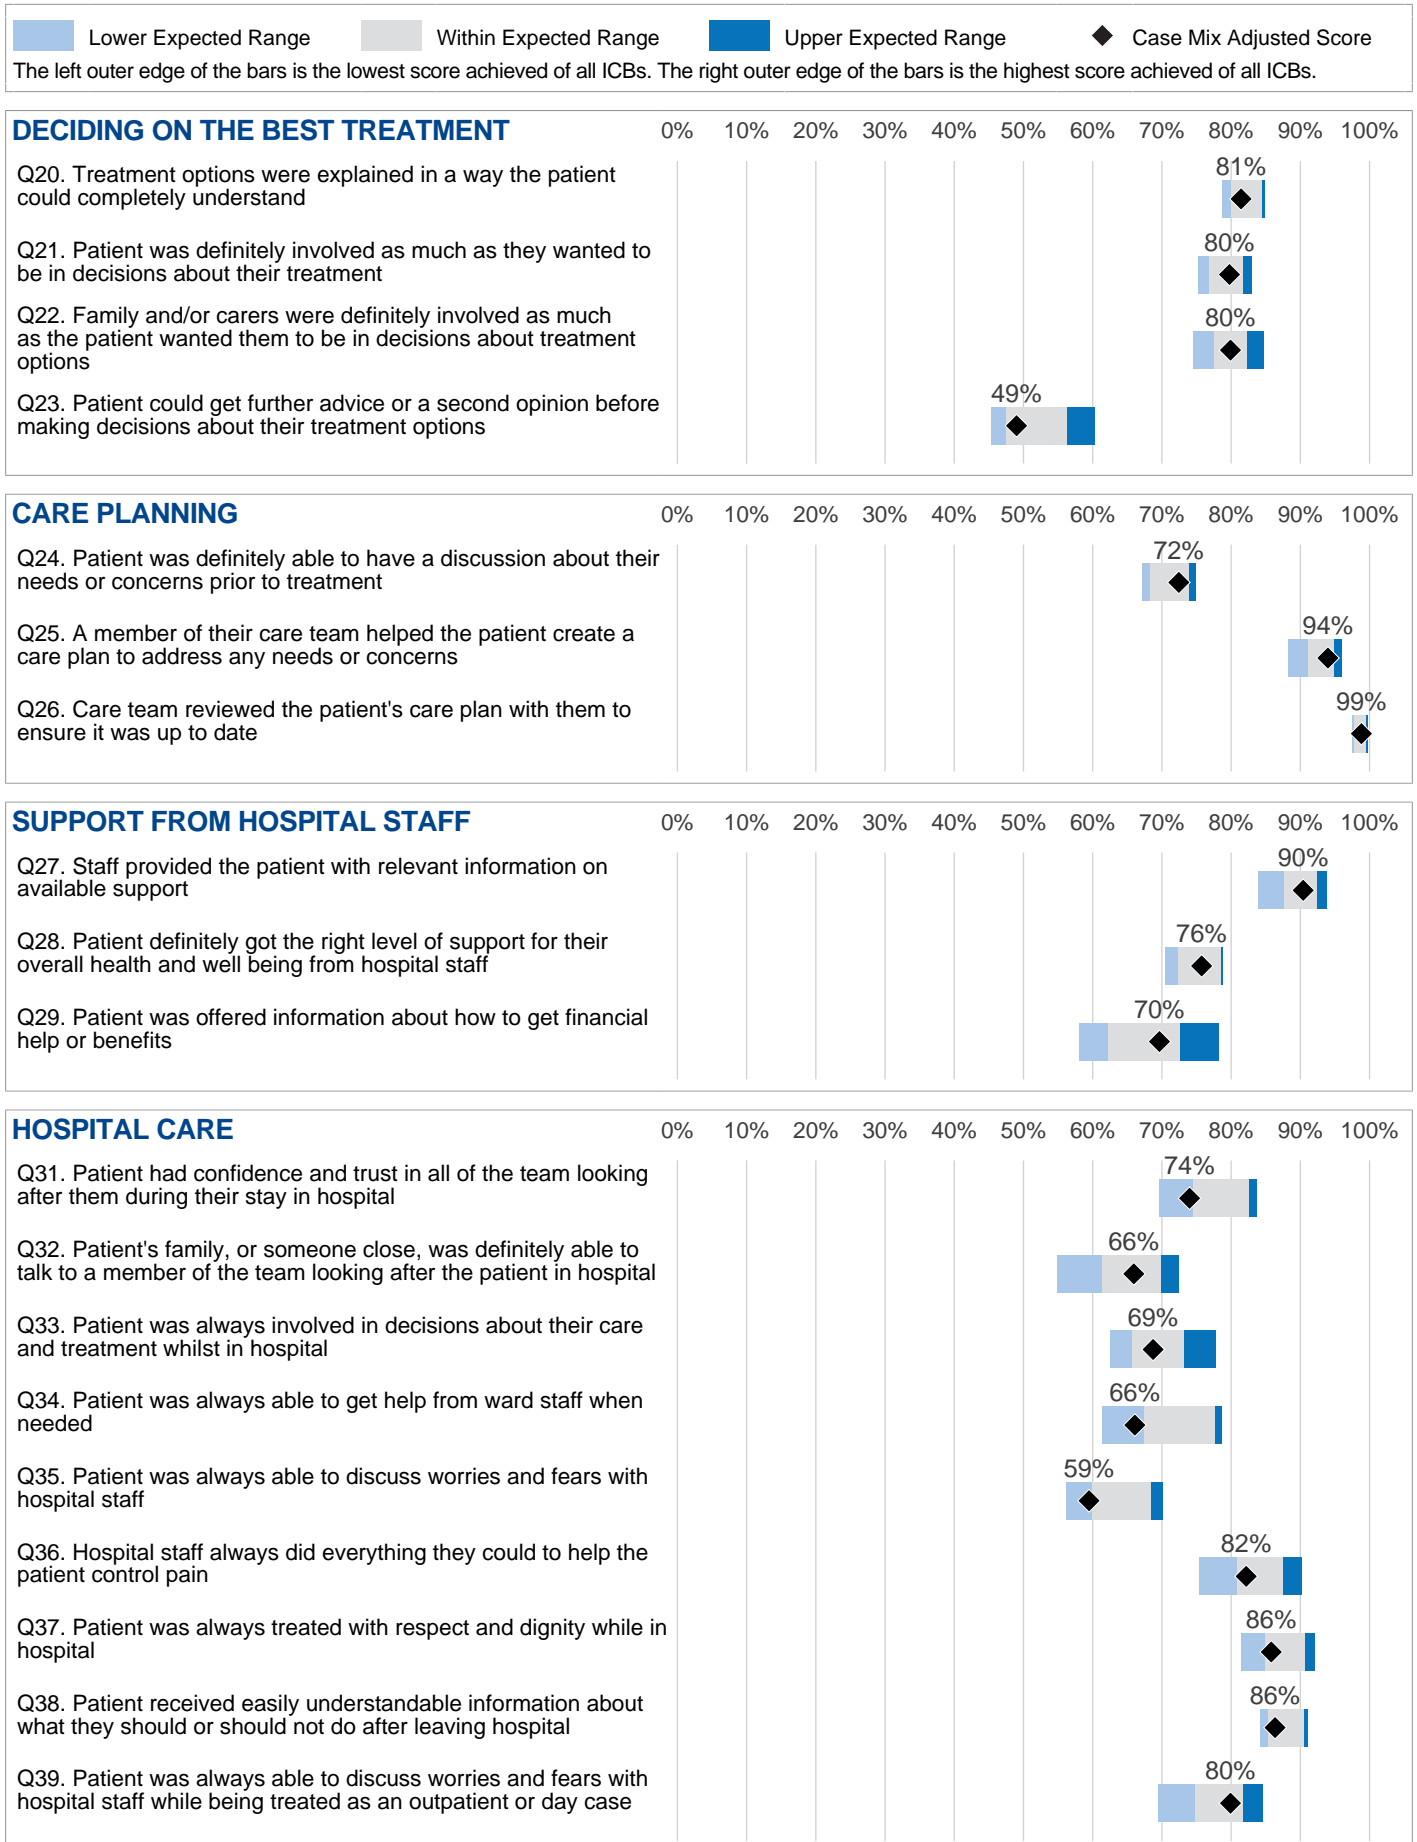 Lower Expected Range Within Expected Range Upper Expected Range Case Mix Adjusted Score
The left outer edge of the bars is the lowest score achieved of all ICBs. The right outer edge of the bars is the highest score achieved of all ICBs.
DECIDING ON THE BEST TREATMENT 0% 10% 20% 30% 40% 50% 60% 70% 80% 90% 100%
Q20. Treatment options were explained in a way the patient
could completely understand
81%
Q21. Patient was definitely involved as much as they wanted to
be in decisions about their treatment
80%
Q22. Family and/or carers were definitely involved as much
as the patient wanted them to be in decisions about treatment
options
80%
Q23. Patient could get further advice or a second opinion before
making decisions about their treatment options
49%
CARE PLANNING 0% 10% 20% 30% 40% 50% 60% 70% 80% 90% 100%
Q24. Patient was definitely able to have a discussion about their
needs or concerns prior to treatment
72%
Q25. A member of their care team helped the patient create a
care plan to address any needs or concerns
94%
Q26. Care team reviewed the patient's care plan with them to
ensure it was up to date
99%
SUPPORT FROM HOSPITAL STAFF 0% 10% 20% 30% 40% 50% 60% 70% 80% 90% 100%
Q27. Staff provided the patient with relevant information on
available support
90%
Q28. Patient definitely got the right level of support for their
overall health and well being from hospital staff
76%
Q29. Patient was offered information about how to get financial
help or benefits
70%
HOSPITAL CARE 0% 10% 20% 30% 40% 50% 60% 70% 80% 90% 100%
Q31. Patient had confidence and trust in all of the team looking
after them during their stay in hospital
74%
Q32. Patient's family, or someone close, was definitely able to
talk to a member of the team looking after the patient in hospital
66%
Q33. Patient was always involved in decisions about their care
and treatment whilst in hospital
69%
Q34. Patient was always able to get help from ward staff when
needed
66%
Q35. Patient was always able to discuss worries and fears with
hospital staff
59%
Q36. Hospital staff always did everything they could to help the
patient control pain
82%
Q37. Patient was always treated with respect and dignity while in
hospital
86%
Q38. Patient received easily understandable information about
what they should or should not do after leaving hospital
86%
Q39. Patient was always able to discuss worries and fears with
hospital staff while being treated as an outpatient or day case
80%